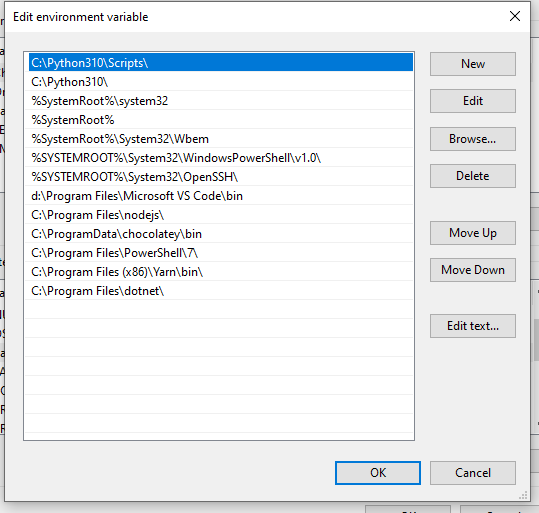 Edit environment variable
C:\Python310\Scripts\
C:\Python310\
%SystemRoot%\system32
%SystemRoot%
%SystemRoot%\System32\Wbem
%SYSTEMROOT%\System32\WindowsPowerShell\v1.0\
%SYSTEMROOT%\System32\OpenSSH\
d:\Program Files\Microsoft VS Code\bin
C:\Program Files\nodejs\
C:\ProgramData\chocolatey\bin
C:\Program Files\PowerShell\7\
C:\Program Files (x86)\Yarn\bin\
C:\Program Files\dotnet\
New
Edit
Browse...
Delete
Move Up
Move Down
Edit text...
OK
Cancel